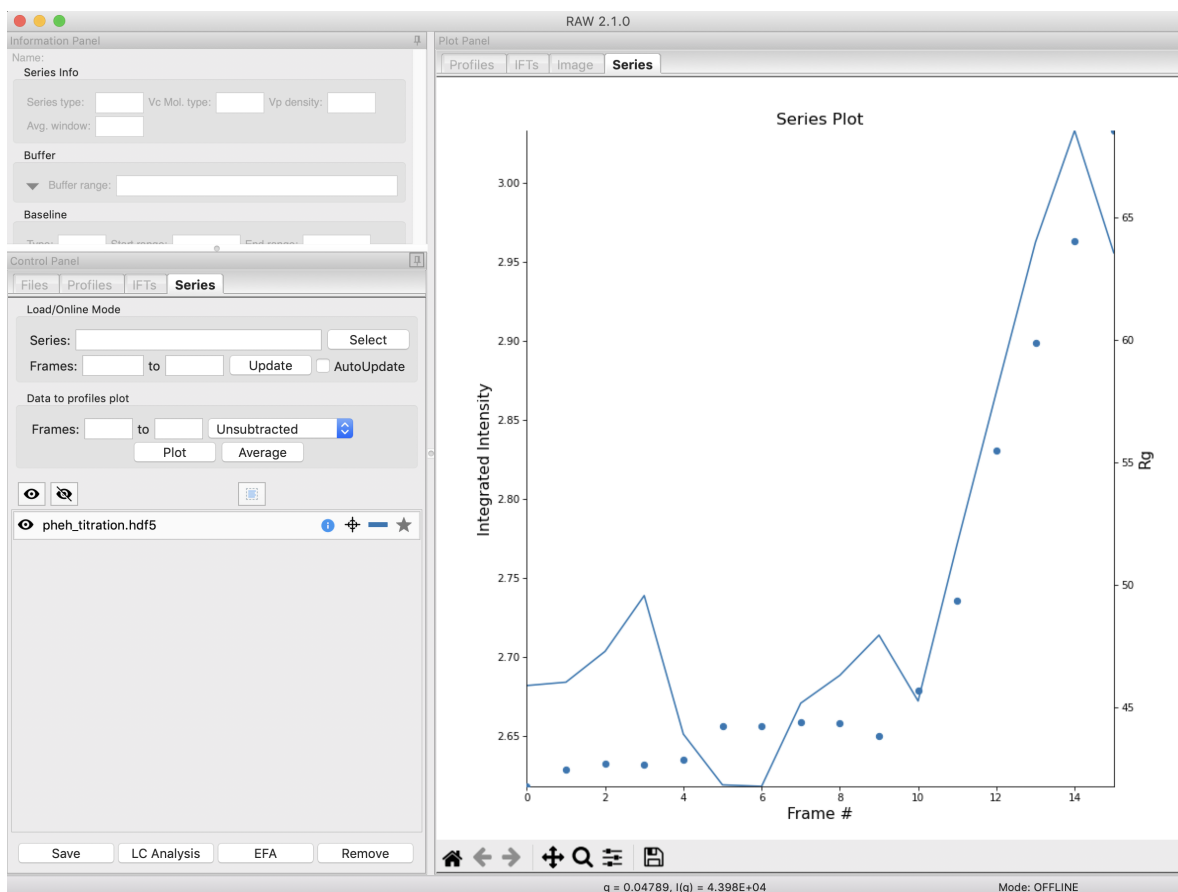 RAW 2.1.0
Information Panel
Name:
Series Info
Series type: Vc Mol. type: Vp density:
Avg. window:
Buffer
Buffer range:
Baseline
Type: Start range: End range:
Control Panel
Files Profiles IFTs Series
Load/Online Mode
Series: Select
Frames: to Update AutoUpdate
Data to profiles plot
Frames: to Unsubtracted
Plot Average
pheh_titration.hdf5
Save LC Analysis EFA Remove
Plot Panel
Profiles IFTs Image Series
Series Plot
Integrated Intensity
3.00
2.95
2.90
2.85
2.80
2.75
2.70
2.65
0 2 4 6 8 10 12 14
Frame #
65
60
55
50
45
Rg
q = 0.04789, I(q) = 4.398E+04 Mode: OFFLINE